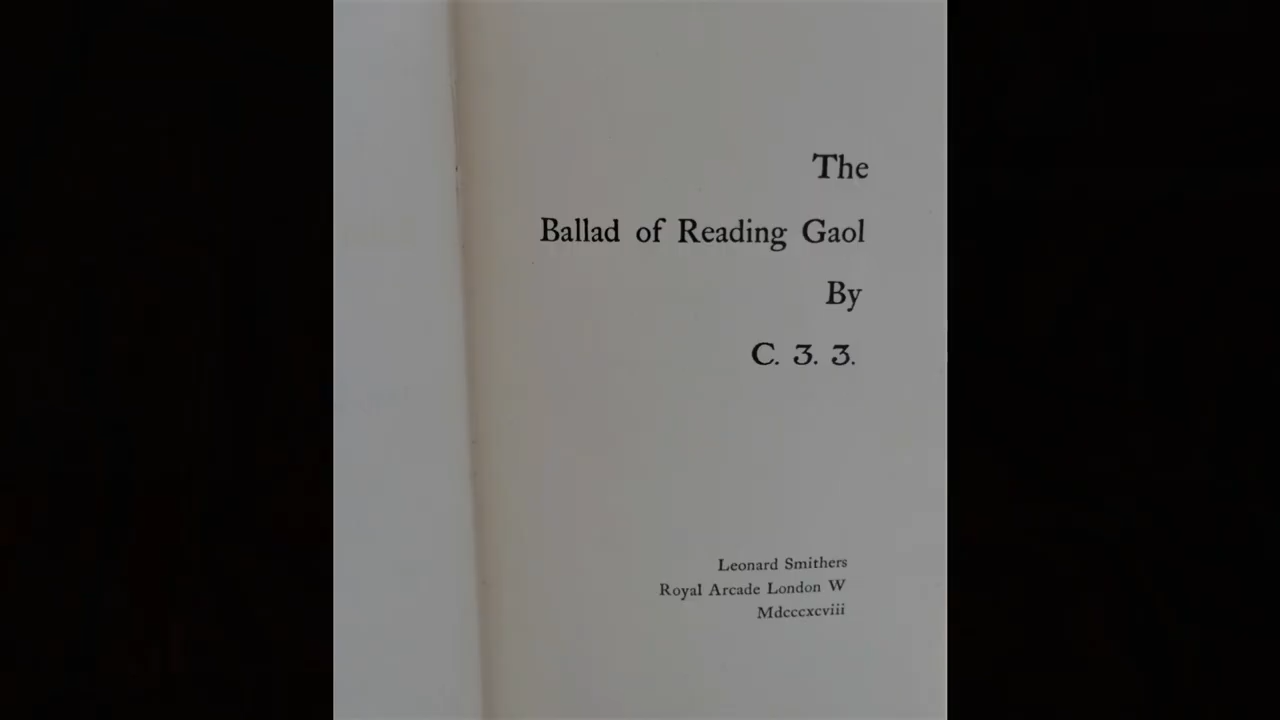 The
Ballad of Reading Gaol
By
C. 3. 3.
Leonard Smithers
Royal Arcade London W
Mdcccxcviii